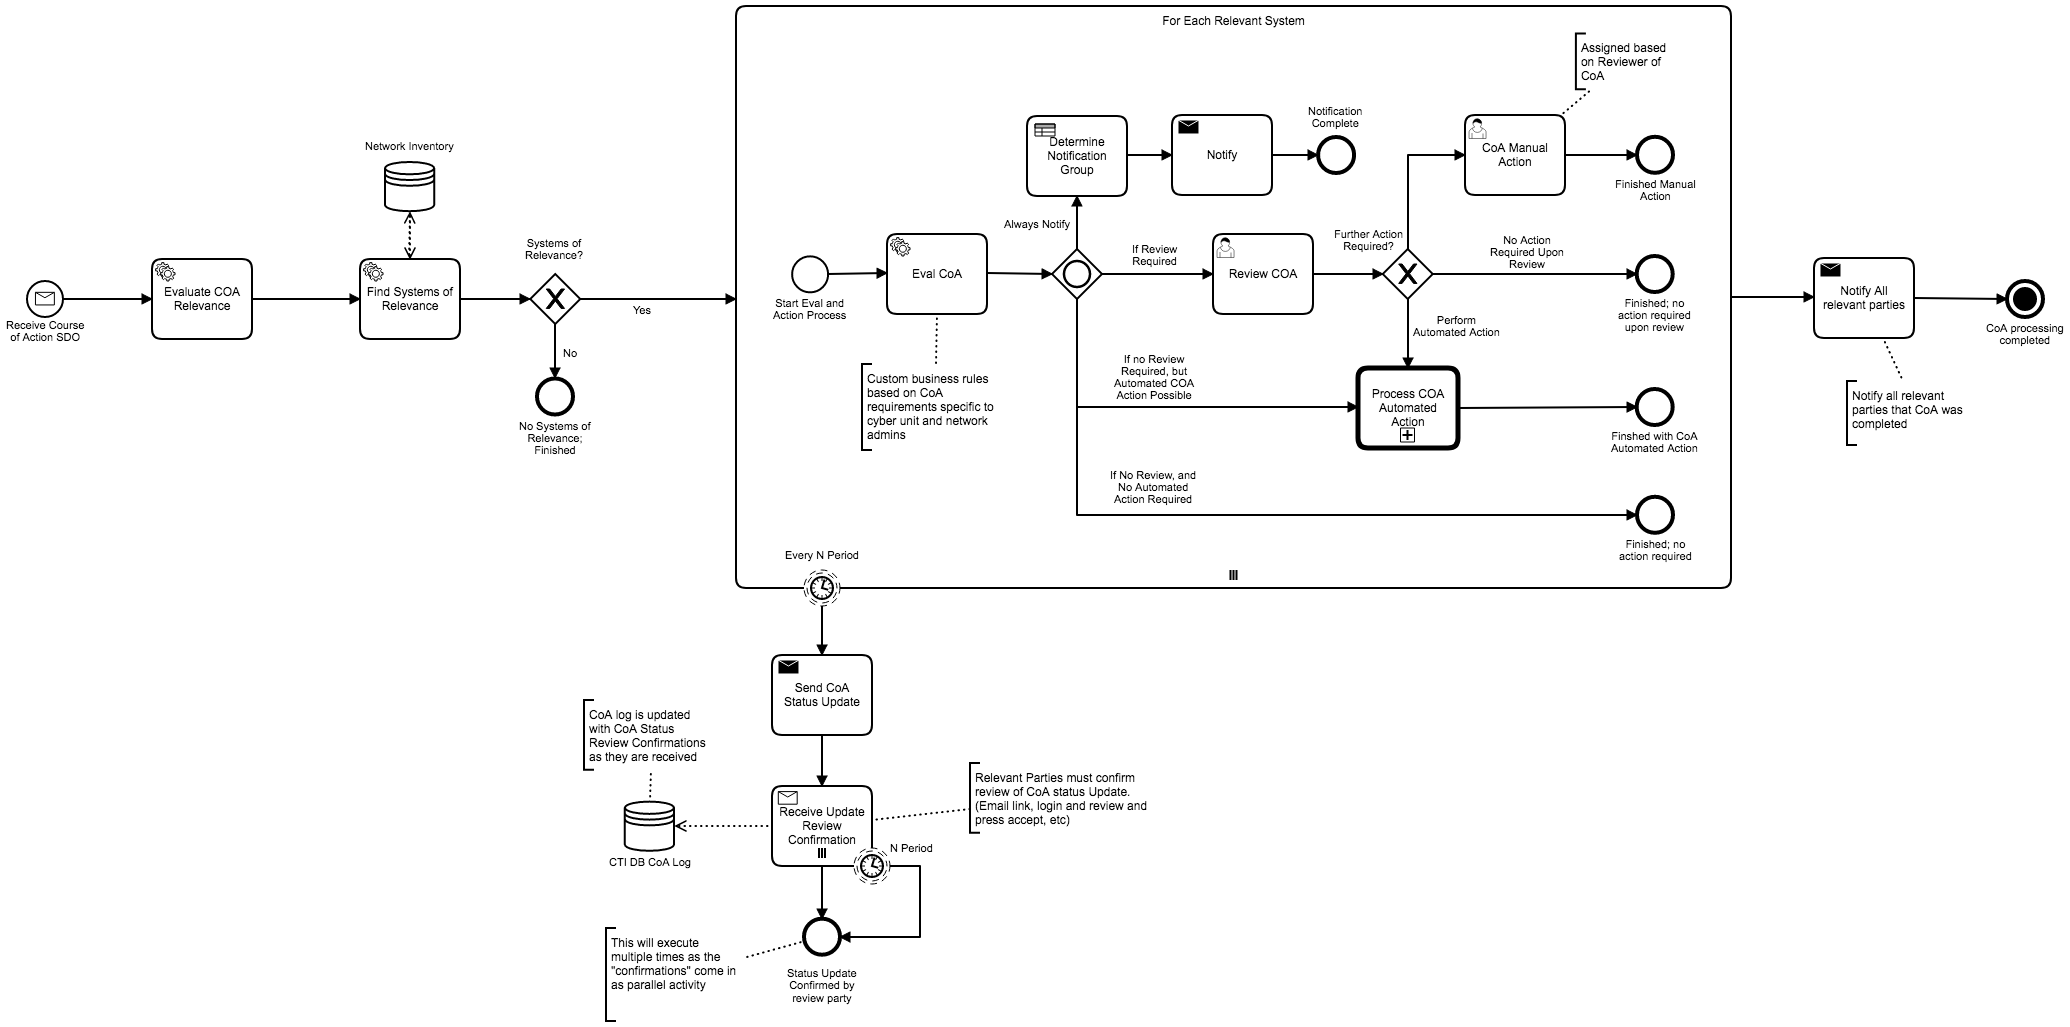 For Each Relevant System
Assigned based
on Reviewer of
CoA
Network Inventory
Receive Course
of Action SDO
Evaluate COA
Relevance
Find Systems of
Relevance
Systems of
Relevance?
Yes
No
No Systems of
Relevance;
Finished
Start Eval and
Action Process
Eval CoA
Custom business rules
based on CoA
requirements specific to
cyber unit and network
admins
Always Notify
Determine
Notification
Group
Notify
Notification
Complete
If Review
Required
Review COA
Further Action
Required?
CoA Manual
Action
Finished Manual
Action
No Action
Required Upon
Review
Finished; no
action required
upon review
Perform
Automated Action
If no Review
Required, but
Automated COA
Action Possible
Process COA
Automated
Action
Finshed with CoA
Automated Action
If No Review, and
No Automated
Action Required
Finished; no
action required
Notify All
relevant parties
CoA processing
completed
Notify all relevant
parties that CoA was
completed
Every N Period
Send CoA
Status Update
CoA log is updated
with CoA Status
Review Confirmations
as they are received
CTI DB CoA Log
Receive Update
Review
Confirmation
Relevant Parties must confirm
review of CoA status Update.
(Email link, login and review and
press accept, etc)
N Period
This will execute
multiple times as the
"confirmations" come in
as parallel activity
Status Update
Confirmed by
review party